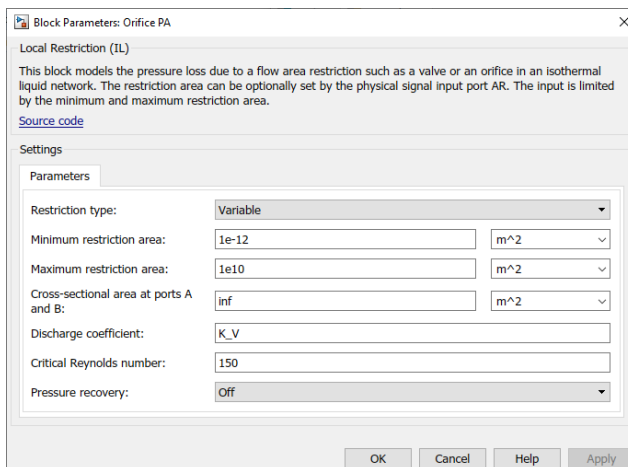 Block Parameters: Orifice PA
Local Restriction (IL)
This block models the pressure loss due to a flow area restriction such as a valve or an orifice in an isothermal
liquid network. The restriction area can be optionally set by the physical signal input port AR. The input is limited
by the minimum and maximum restriction area.
Source code
Settings
Parameters
Restriction type: Variable
Minimum restriction area: 1e-12 m^2
Maximum restriction area: 1e10 m^2
Cross-sectional area at ports A
and B: inf m^2
Discharge coefficient: K_V
Critical Reynolds number: 150
Pressure recovery: Off
OK Cancel Help Apply